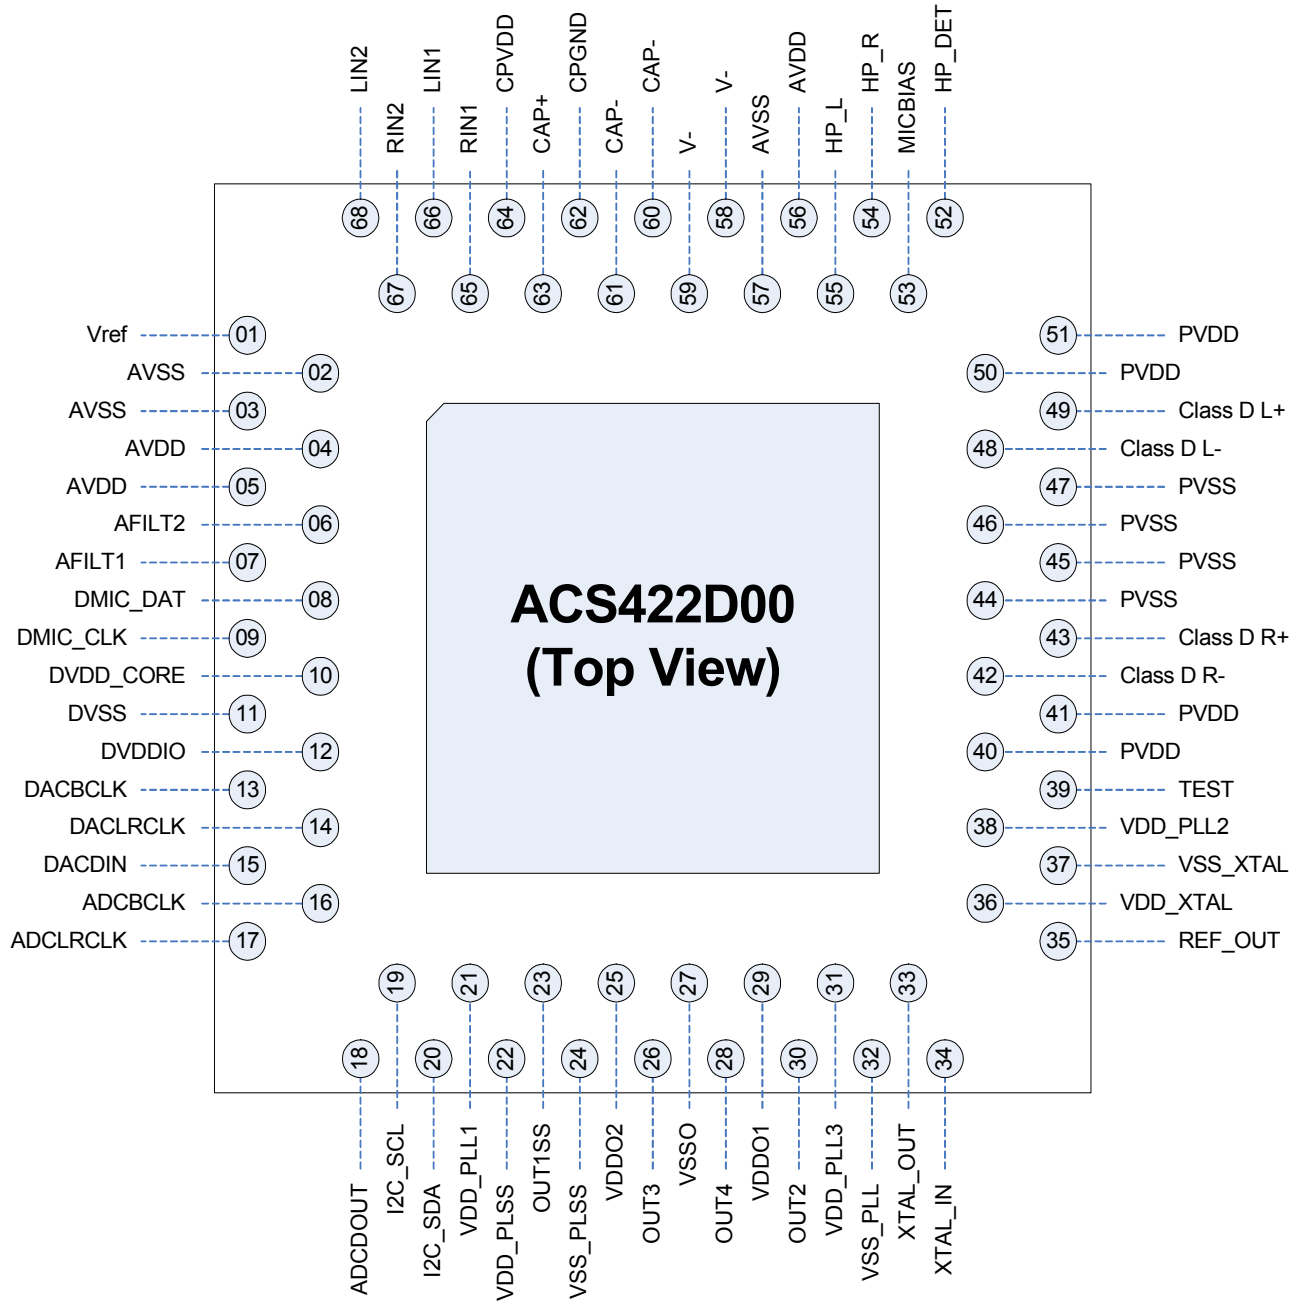 LIN2
RIN2
LIN1
RIN1
CPVDD
CAP+
CPGND
CAP-
CAP-
V-
V-
AVSS
AVDD
HP_L
HP_R
MICBIAS
HP_DET
68
67
66
65
64
63
62
61
60
59
58
57
56
55
54
53
52
Vref 01
AVSS 02
AVSS 03
AVDD 04
AVDD 05
AFILT2 06
AFILT1 07
DMIC_DAT 08
DMIC_CLK 09
DVDD_CORE 10
DVSS 11
DVDDIO 12
DACBCLK 13
DACLRCLK 14
DACDIN 15
ADCBCLK 16
ADCLRCLK 17
ACS422D00
(Top View)
51 PVDD
50 PVDD
49 Class D L+
48 Class D L-
47 PVSS
46 PVSS
45 PVSS
44 PVSS
43 Class D R+
42 Class D R-
41 PVDD
40 PVDD
39 TEST
38 VDD_PLL2
37 VSS_XTAL
36 VDD_XTAL
35 REF_OUT
18
19
20
21
22
23
24
25
26
27
28
29
30
31
32
33
34
ADCDOUT
I2C_SCL
I2C_SDA
VDD_PLL1
VDD_PLSS
OUT1SS
VSS_PLSS
VDDO2
OUT3
VSSO
OUT4
VDDO1
OUT2
VDD_PLL3
VSS_PLL
XTAL_OUT
XTAL_IN